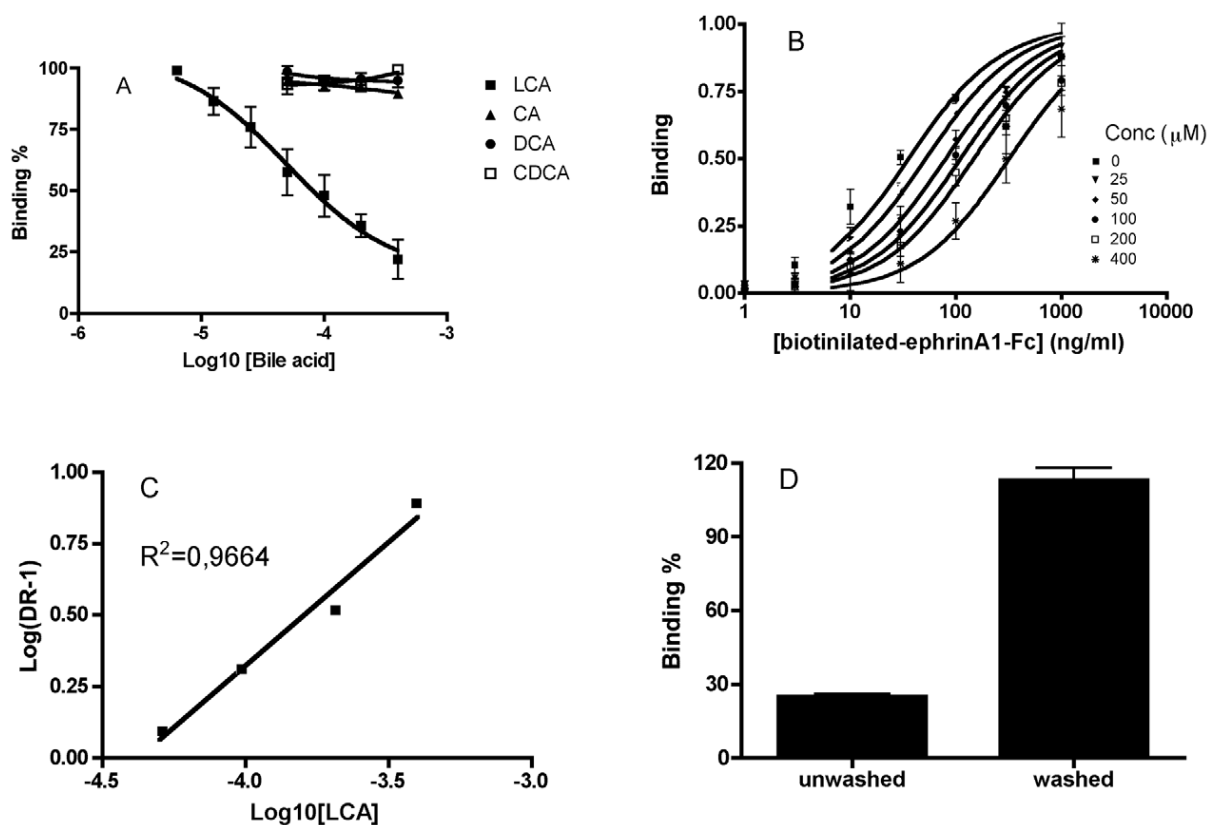 A
Binding %
100
75
50
25
0
-6
-5
-4
-3
Log10 [Bile acid]
LCA
CA
DCA
CDCA
B
Binding
1.00
0.75
0.50
0.25
0.00
1
10
100
1000
10000
[biotinilated-ephrinA1-Fc] (ng/ml)
Conc (μM)
0
25
50
100
200
400
C
R²=0,9664
Log(DR-1)
1.00
0.75
0.50
0.25
0.00
-4.5
-4.0
-3.5
-3.0
Log10[LCA]
D
Binding %
120
90
60
30
0
unwashed
washed